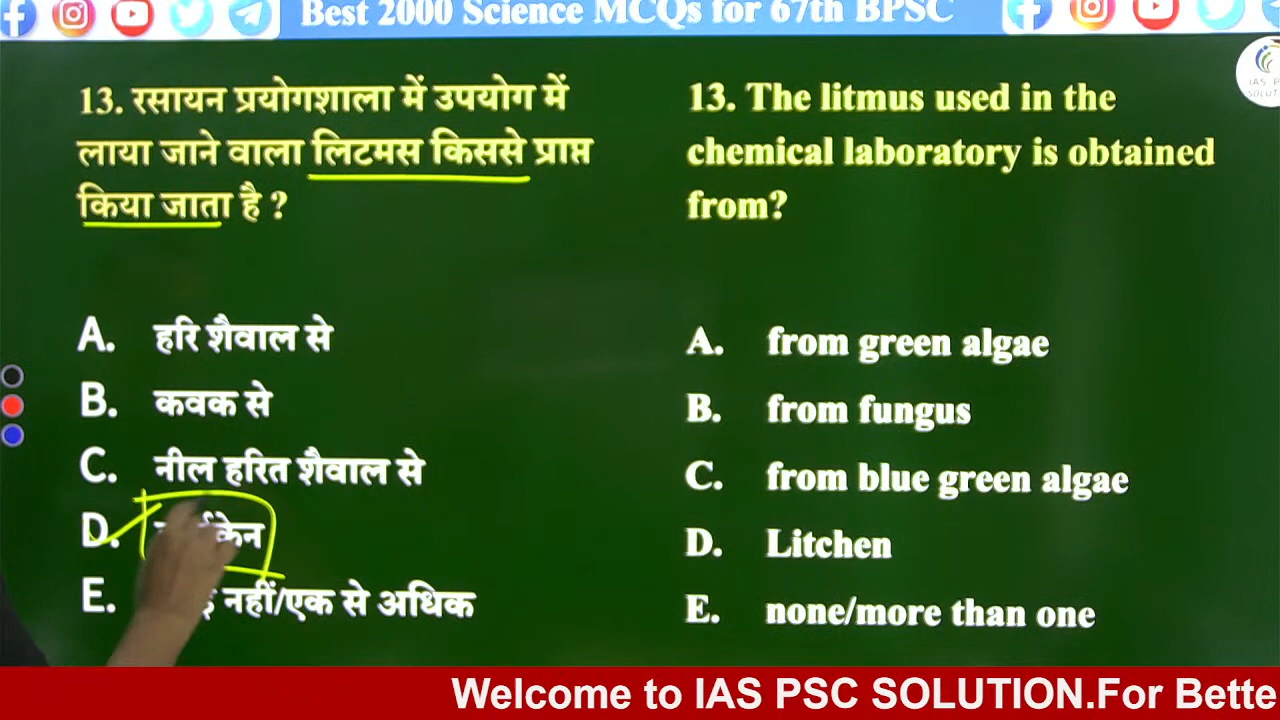 Best 2000 Science MCQs for 67th BPSC
13. रसायन प्रयोगशाला में उपयोग में
लाया जाने वाला लिटमस किससे प्राप्त
किया जाता है ?
A. हरि शैवाल से
B. कवक से
C. नील हरित शैवाल से
D.
E. नहीं/एक से अधिक
13. The litmus used in the
chemical laboratory is obtained
from?
A. from green algae
B. from fungus
C. from blue green algae
D. Litchen
E. none/more than one
IAS P
SOLUT
Welcome to IAS PSC SOLUTION.For Bette